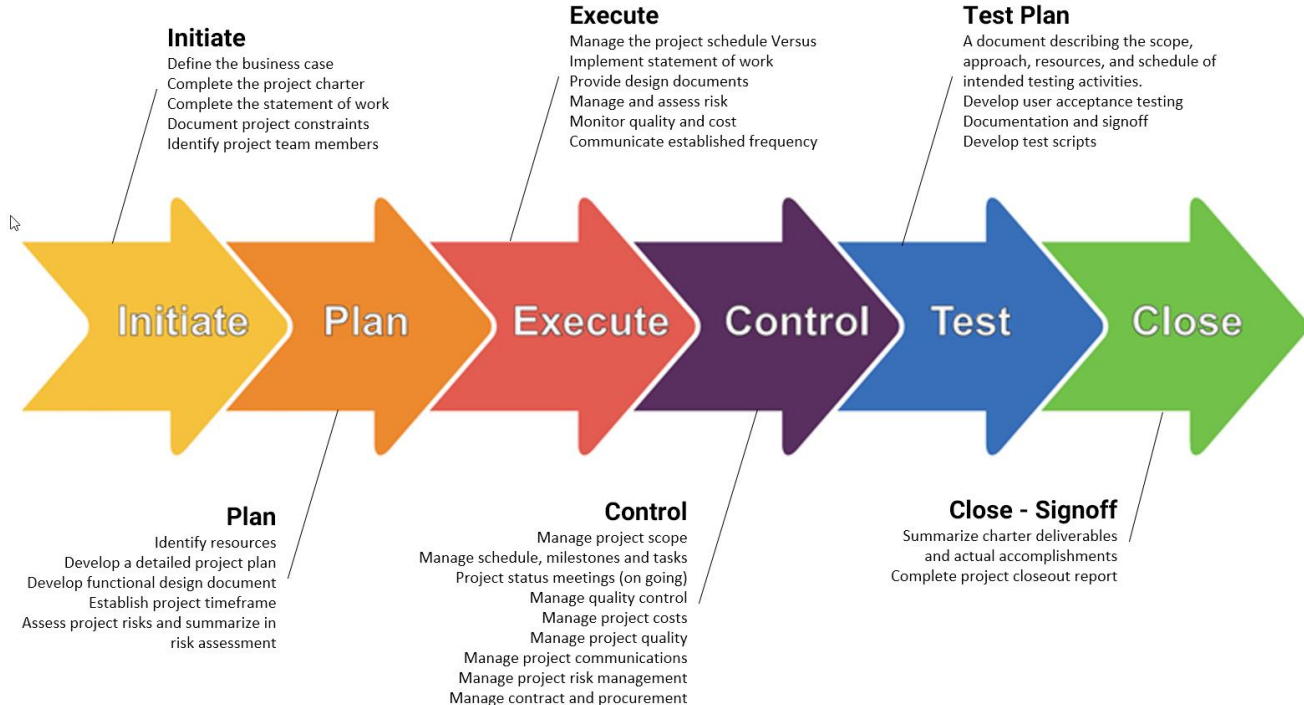 Initiate
Define the business case
Complete the project charter
Complete the statement of work
Document project constraints
Identify project team members
Execute
Manage the project schedule Versus
Implement statement of work
Provide design documents
Manage and assess risk
Monitor quality and cost
Communicate established frequency
Test Plan
A document describing the scope,
approach, resources, and schedule of
intended testing activities.
Develop user acceptance testing
Documentation and signoff
Develop test scripts
Initiate
Plan
Execute
Control
Test
Close
Plan
Identify resources
Develop a detailed project plan
Develop functional design document
Establish project timeframe
Assess project risks and summarize in
risk assessment
Control
Manage project scope
Manage schedule, milestones and tasks
Project status meetings (on going)
Manage quality control
Manage project costs
Manage project quality
Manage project communications
Manage project risk management
Manage contract and procurement
Close - Signoff
Summarize charter deliverables
and actual accomplishments
Complete project closeout report